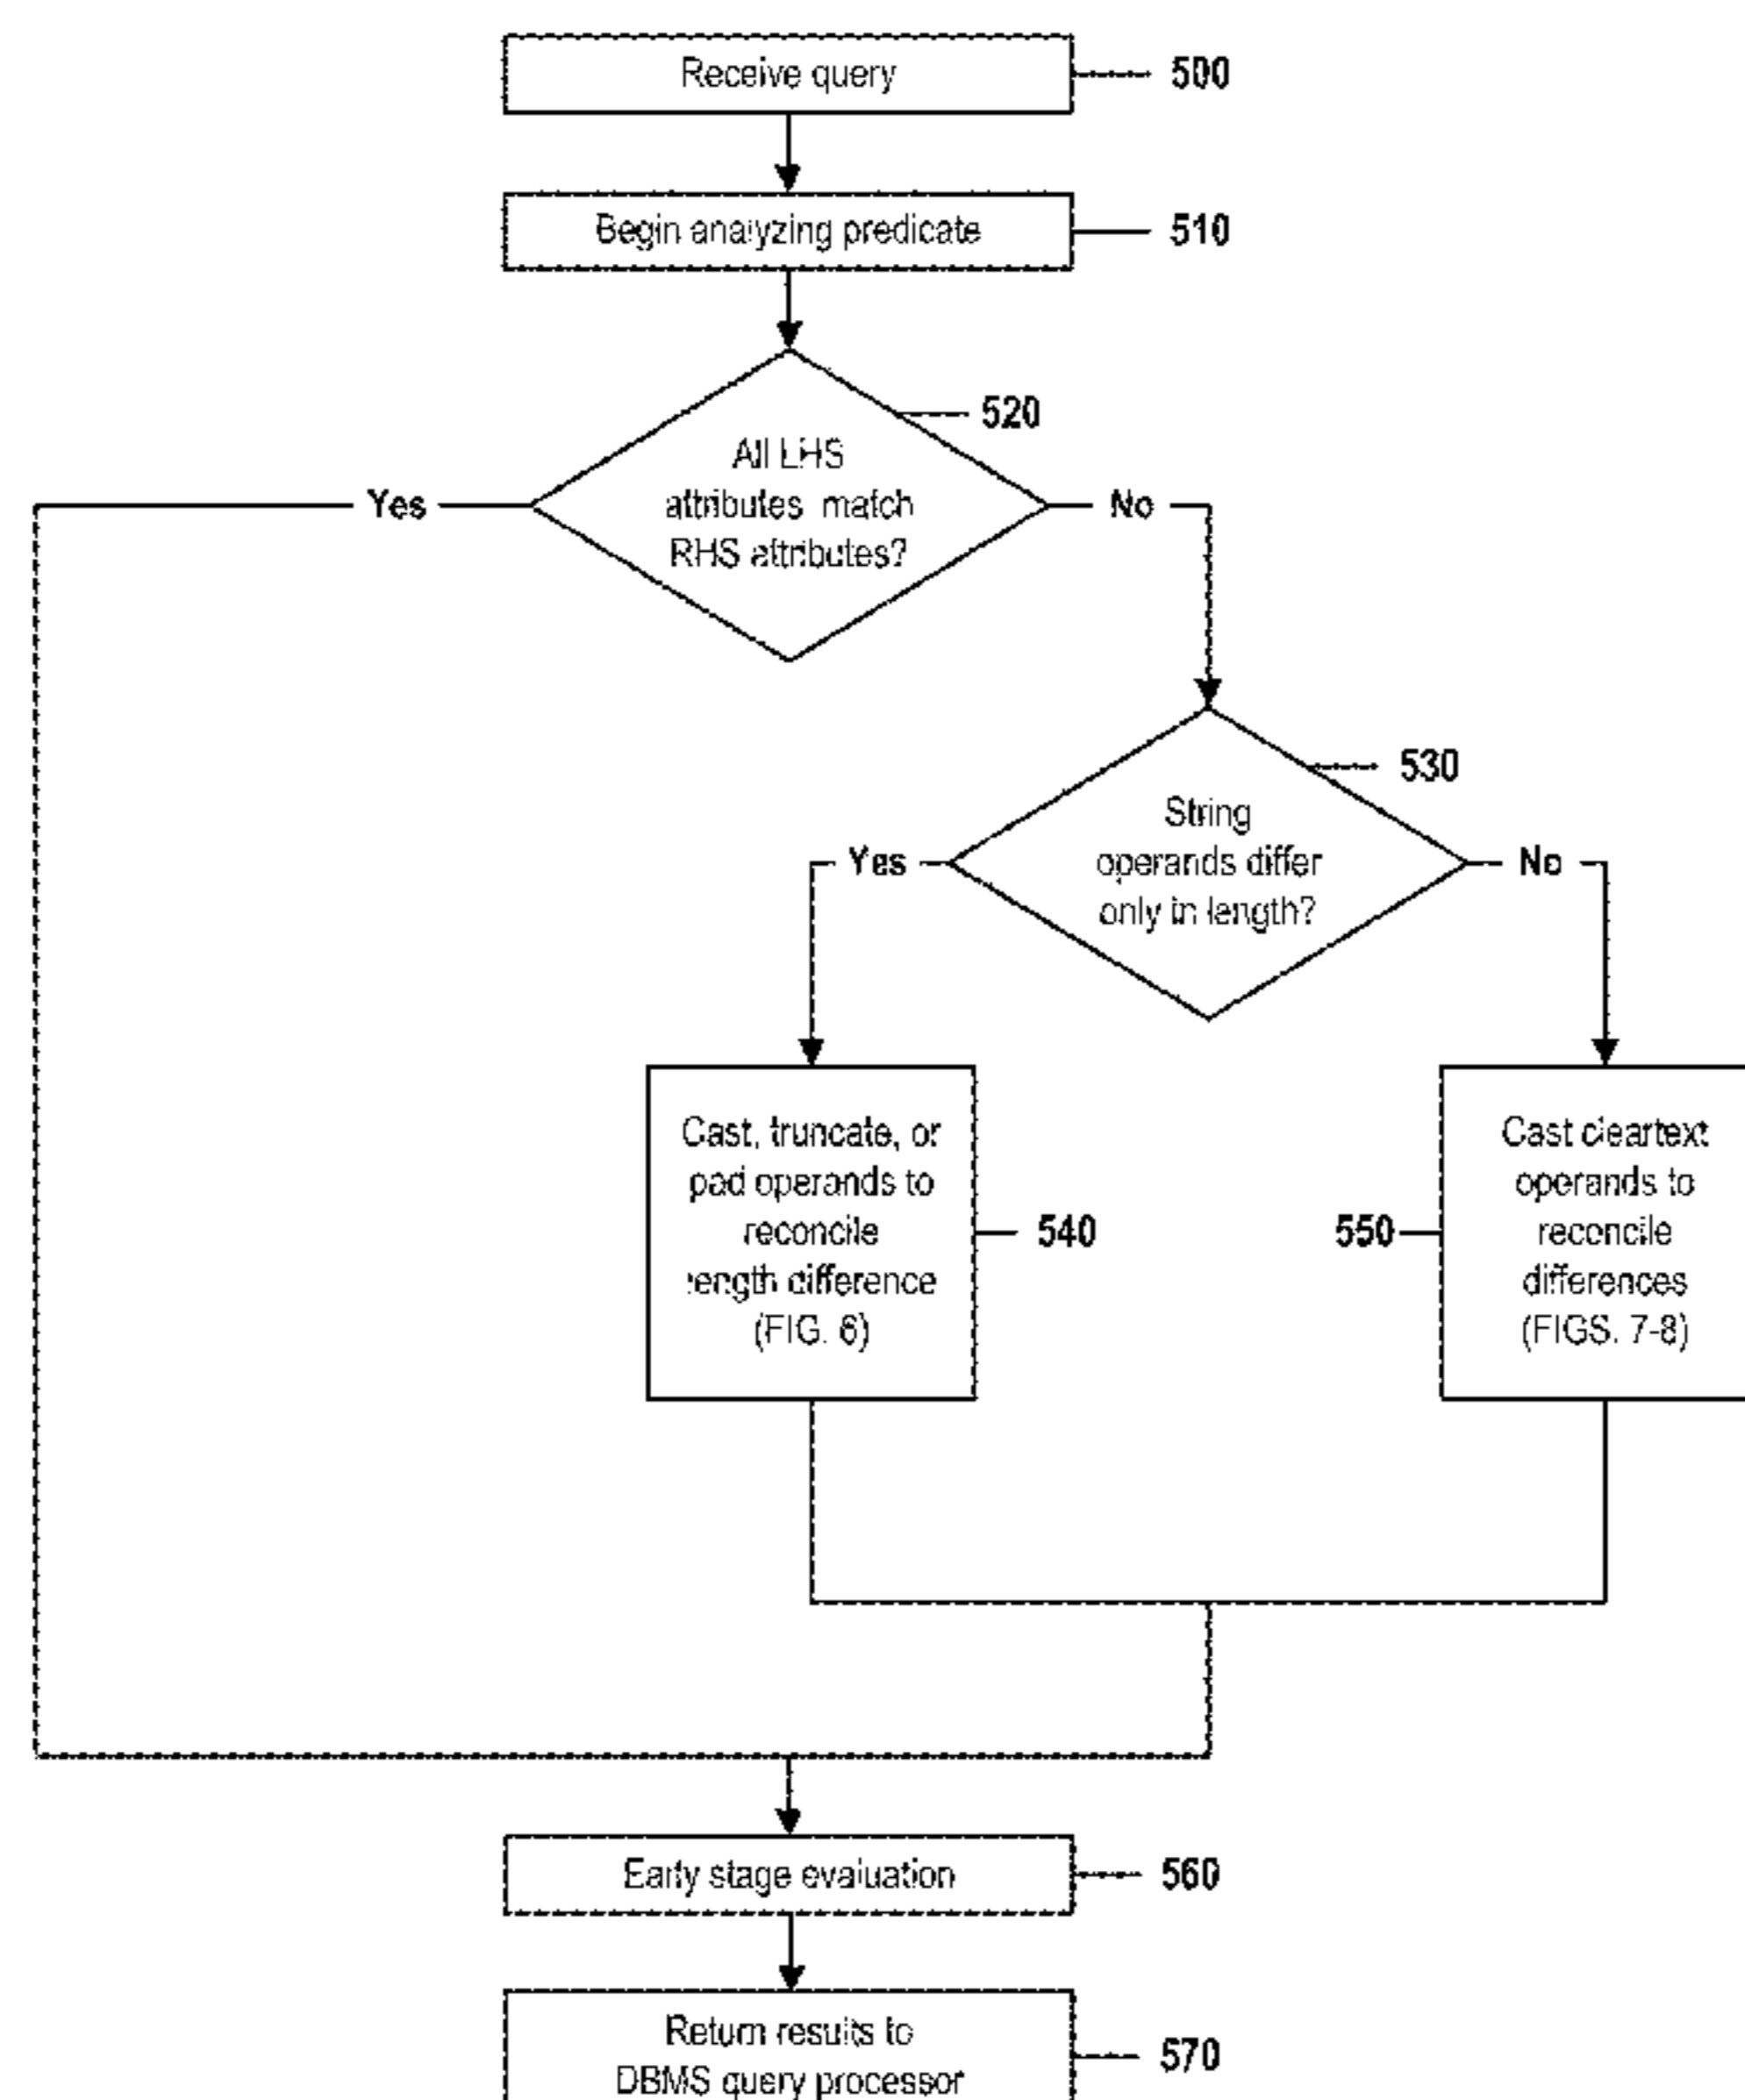 Receive query
500
Begin analyzing predicate
510
520
All LHS
attributes match
RHS attributes?
Yes
No
530
String
operands differ
only in length?
Yes
No
Cast, truncate, or
pad operands to
reconcile
length difference
(FIG. 6)
540
550
Cast cleartext
operands to
reconcile
differences
(FIGS. 7-8)
Early stage evaluation
560
Return results to
DBMS query processor
570